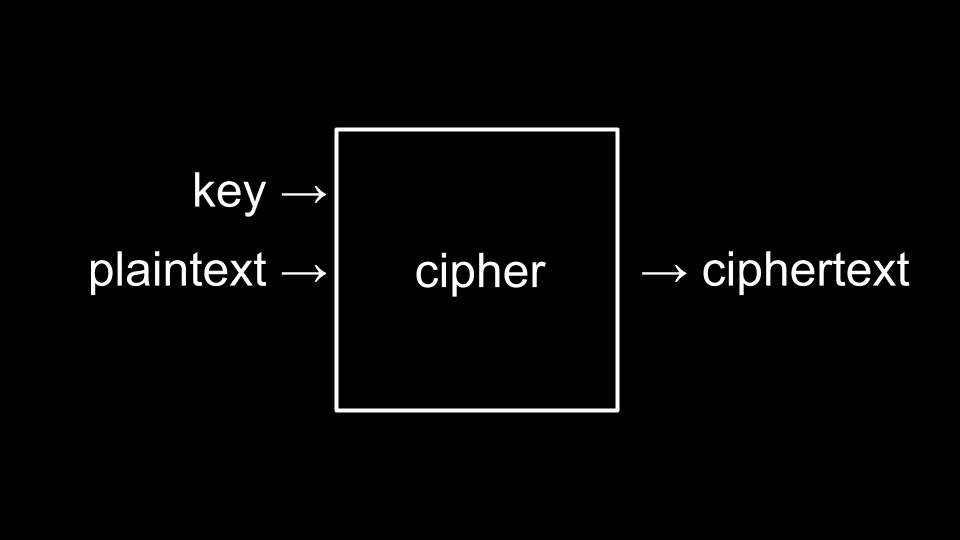 key →
plaintext →
cipher
→ ciphertext